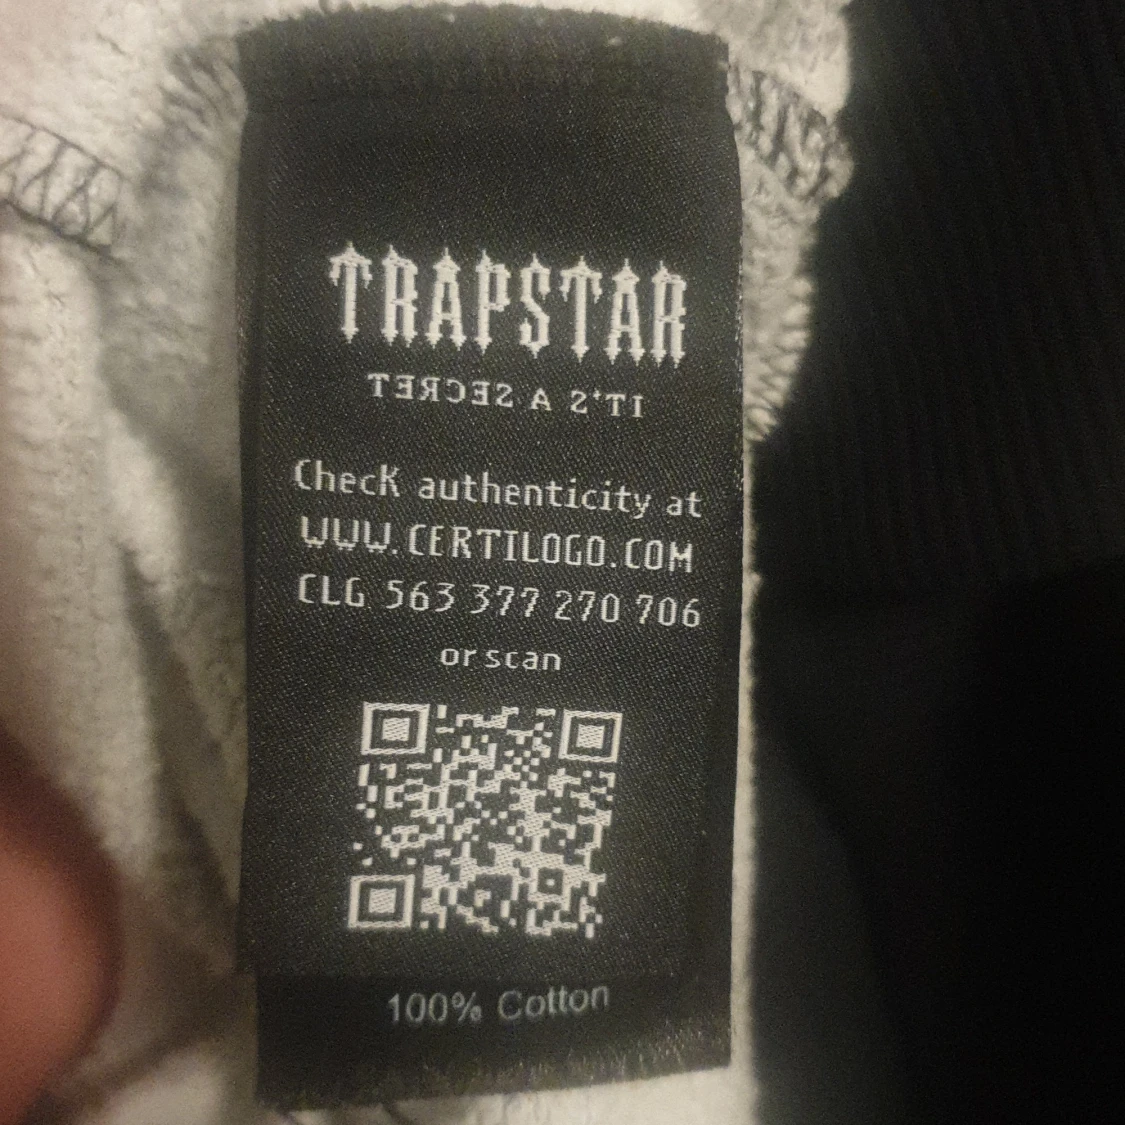 TRAPSTAR
IT'S A SECRET
Check authenticity at
WWW.CERTILOGO.COM
CLG 563 377 270 706
or scan
100% Cotton